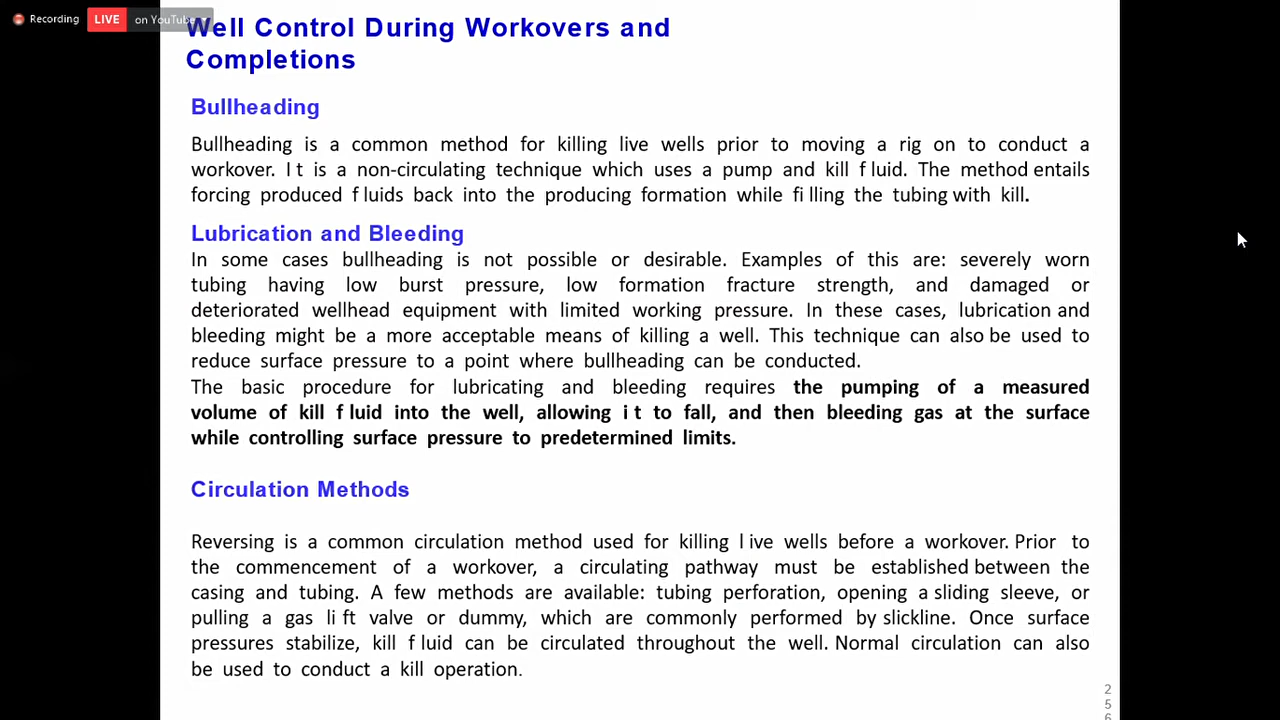 Recording LIVE on YouTube
Well Control During Workovers and
Completions
Bullheading
Bullheading is a common method for killing live wells prior to moving a rig on to conduct a
workover. I t is a non-circulating technique which uses a pump and kill f luid. The method entails
forcing produced f luids back into the producing formation while fi lling the tubing with kill.
Lubrication and Bleeding
In some cases bullheading is not possible or desirable. Examples of this are: severely worn
tubing having low burst pressure, low formation fracture strength, and damaged or
deteriorated wellhead equipment with limited working pressure. In these cases, lubrication and
bleeding might be a more acceptable means of killing a well. This technique can also be used to
reduce surface pressure to a point where bullheading can be conducted.
The basic procedure for lubricating and bleeding requires the pumping of a measured
volume of kill f luid into the well, allowing i t to fall, and then bleeding gas at the surface
while controlling surface pressure to predetermined limits.
Circulation Methods
Reversing is a common circulation method used for killing l ive wells before a workover. Prior to
the commencement of a workover, a circulating pathway must be established between the
casing and tubing. A few methods are available: tubing perforation, opening a sliding sleeve, or
pulling a gas li ft valve or dummy, which are commonly performed by slickline. Once surface
pressures stabilize, kill f luid can be circulated throughout the well. Normal circulation can also
be used to conduct a kill operation.
2
5
6